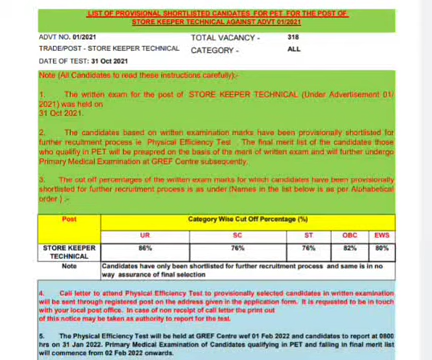 LIST OF PROVISIONAL SHORTLISTED CANDATES FOR PET FOR THE POST OF
STORE KEEPER TECHNICAL AGAINST ADVT 01/2021
ADVT NO. 01/2021 TOTAL VACANCY - 318
TRADE/POST - STORE KEEPER TECHNICAL CATEGORY - ALL
DATE OF TEST: 31 Oct 2021
Note (All Candidates to read these instructions carefully):-
1. The written exam for the post of STORE KEEPER TECHNICAL (Under Advertisement 01/
2021) was held on
31 Oct 2021.
2. The candidates based on written examination marks have been provisionally shortlisted for
further recuitment process ie Physical Efficiency Test . The final merit list of the candidates those
who qualifiy in PET will be preapred on the basis of the merit of written exam and will further undergo
Primary Medical Examination at GREF Centre subsequently.
3. The cut off percentages of the written exam marks for which candidates have been provisionally
shortlisted for further recruitment process is as under (Names in the list below is as per Alphabetical
order ) :-
Post Category Wise Cut Off Percentage (%)
UR SC ST OBC EWS
STORE KEEPER TECHNICAL 86% 76% 76% 82% 80%
Note Candidates have only been shortlisted for further recruitment process and same is in no
way assurance of final selection
4. Call letter to attend Physical Efficiency Test to provisionally selected candidates in written examination
will be sent through registered post on the address given in the application form. It is requested to be in touch
with your local post office. In case of non receipt of call letter the print out
of this notice may be taken as authority to report for the test.
5. The Physical Efficiency Test will be held at GREF Centre wef 01 Feb 2022 and candidates to report at 0800
hrs on 31 Jan 2022. Primary Medical Examination of Candidates qualifying in PET and falling in final merit list
will commence from 02 Feb 2022 onwards.